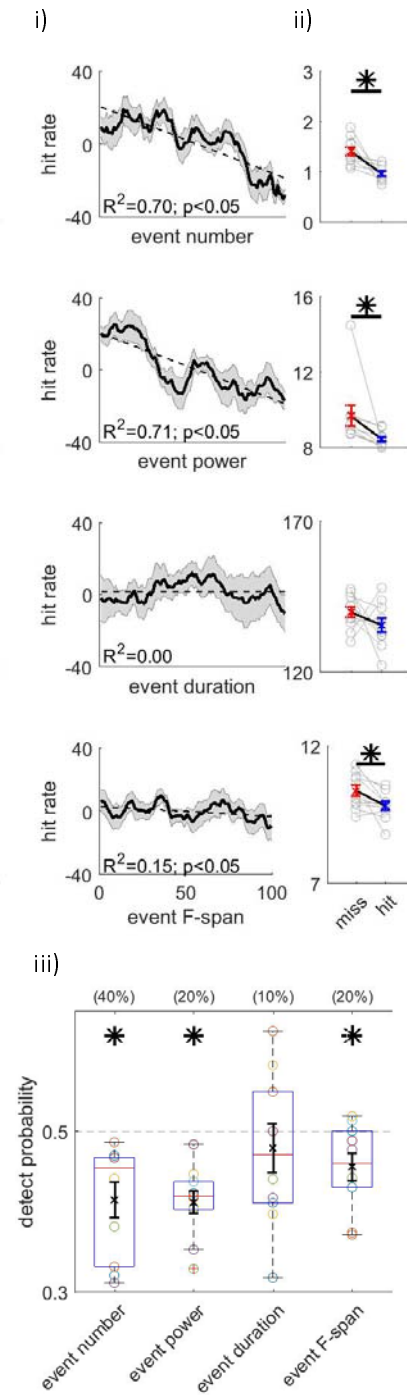 i)
ii)
40
0
-40
hit rate
R²=0.70; p<0.05
event number
3
2
1
0
*
40
0
-40
hit rate
R²=0.71; p<0.05
event power
16
12
8
*
40
0
-40
hit rate
R²=0.00
event duration
170
120
40
0
-40
hit rate
R²=0.15; p<0.05
0 50 100
event F-span
12
7
*
miss hit
iii)
(40%) (20%) (10%) (20%)
* * *
0.5
0.3
detect probability
event number
event power
event duration
event F-span